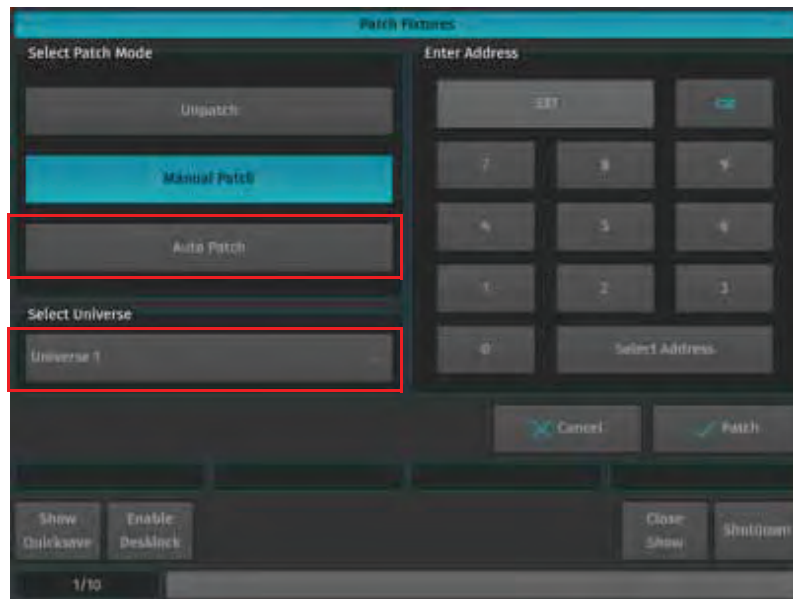 Patch Fixtures
Select Patch Mode
Enter Address
Unpatch
Manual Patch
Auto Patch
Select Universe
Universe 1
7 8 9
4 5 6
1 2 3
0 Select Address
Cancel Patch
Show Quicksave
Enable Desklock
Close Show
Shutdown
1/10